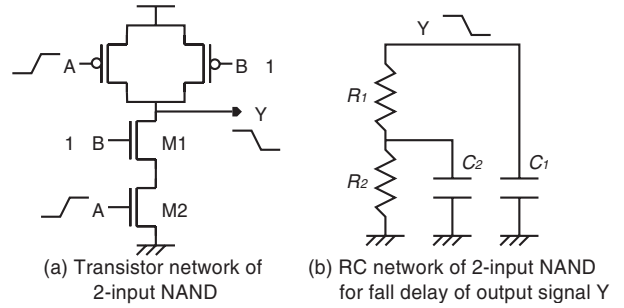 A
B 1
Y
1 B
M1
A
M2
(a) Transistor network of
2-input NAND
Y
R1
C2
C1
R2
(b) RC network of 2-input NAND
for fall delay of output signal Y